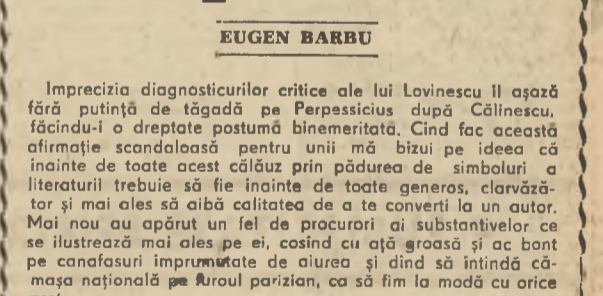 EUGEN BARBU
Imprecizia diagnosticurilor critice ale lui Lovinescu îl așază
fără putință de tăgadă pe Perpessicius după Călinescu,
făcîndu-i o dreptate postumă binemeritată. Cînd fac această
afirmație scandaloasă pentru unii mă bizui pe ideea că
înainte de toate acest călăuz prin pădurea de simboluri a
literaturii trebuie să fie înainte de toate generos, clarvăză-
tor și mai ales să aibă calitatea de a te converti la un autor.
Mai nou au apărut un fel de procurori ai substantivelor ce
se ilustrează mai ales pe ei, cosînd cu ață groasă și ac bont
pe canafasuri împrumutate de aiurea și dînd să întindă că-
mașa națională pe furoul parizian, ca să fim la modă cu orice